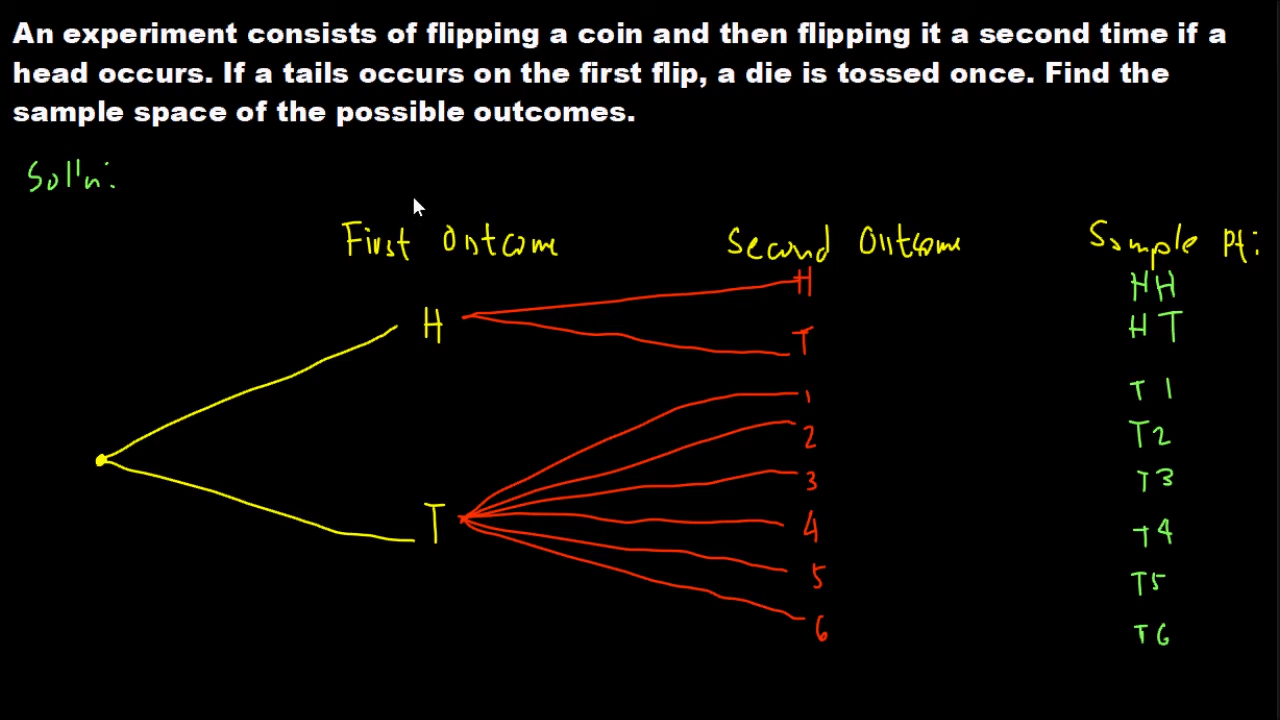 An experiment consists of flipping a coin and then flipping it a second time if a
head occurs. If a tails occurs on the first flip, a die is tossed once. Find the
sample space of the possible outcomes.
Soll'n:
First Outcome Second Outcome Sample Pt:
H
HH
H
HT
T
1
T1
2
T2
3
T3
T
4
T4
5
T5
6
T6